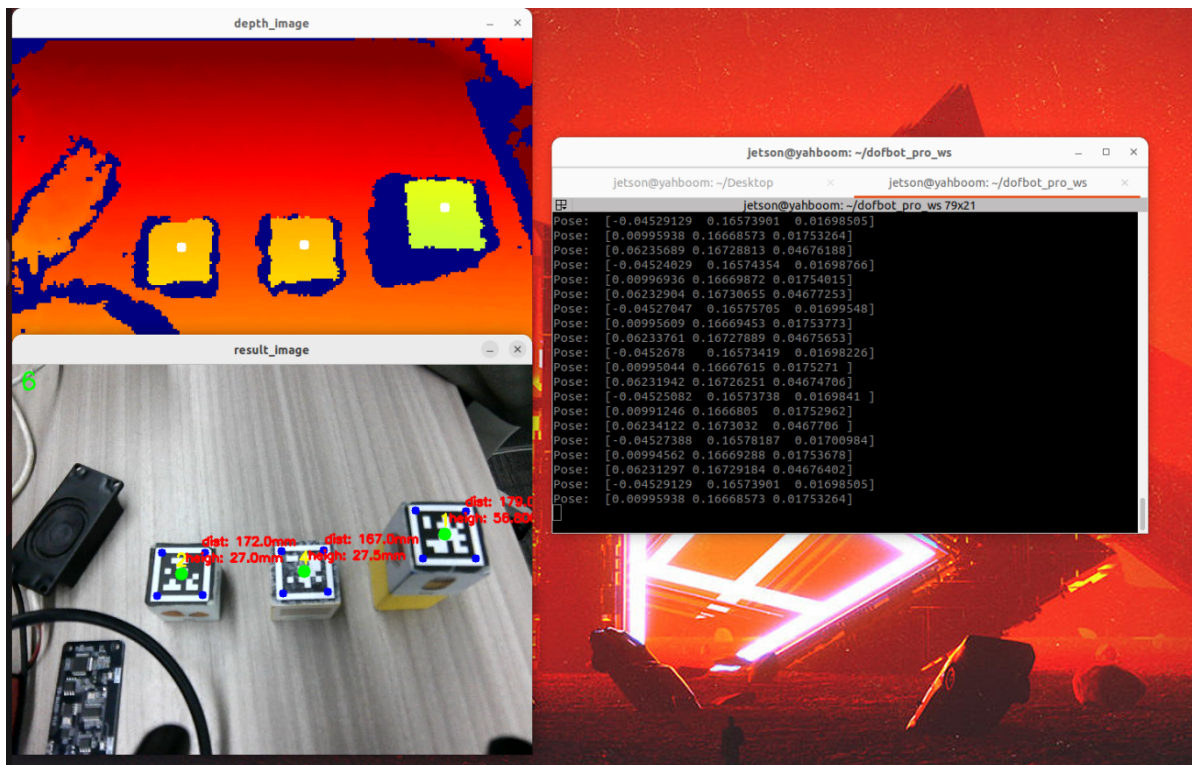 depth_image
result_image
6
dist: 172.0mm
heigh: 27.0mm
2
dist: 167.0mm
heigh: 27.5mm
4
dist: 179.0
heigh: 56.
1
jetson@yahboom: ~/dofbot_pro_ws
jetson@yahboom: ~/Desktop
jetson@yahboom: ~/dofbot_pro_ws
jetson@yahboom: ~/dofbot_pro_ws 79x21
Pose: [-0.04529129 0.16573901 0.01698505]
Pose: [0.00995938 0.16668573 0.01753264]
Pose: [0.06235689 0.16728813 0.04676188]
Pose: [-0.04524029 0.16574354 0.01698766]
Pose: [0.00996936 0.16669872 0.01754015]
Pose: [0.06232904 0.16730655 0.04677253]
Pose: [-0.04527047 0.16575705 0.01699548]
Pose: [0.00995609 0.16669453 0.01753773]
Pose: [0.06233761 0.16727889 0.04675653]
Pose: [-0.0452678 0.16573419 0.01698226]
Pose: [0.00995044 0.16667615 0.0175271 ]
Pose: [0.06231942 0.16726251 0.04674706]
Pose: [-0.04525082 0.16573738 0.0169841 ]
Pose: [0.00991246 0.1666805 0.01752962]
Pose: [0.06234122 0.1673032 0.0467706 ]
Pose: [-0.04527388 0.16578187 0.01700984]
Pose: [0.00994562 0.16669288 0.01753678]
Pose: [0.06231297 0.16729184 0.04676402]
Pose: [-0.04529129 0.16573901 0.01698505]
Pose: [0.00995938 0.16668573 0.01753264]